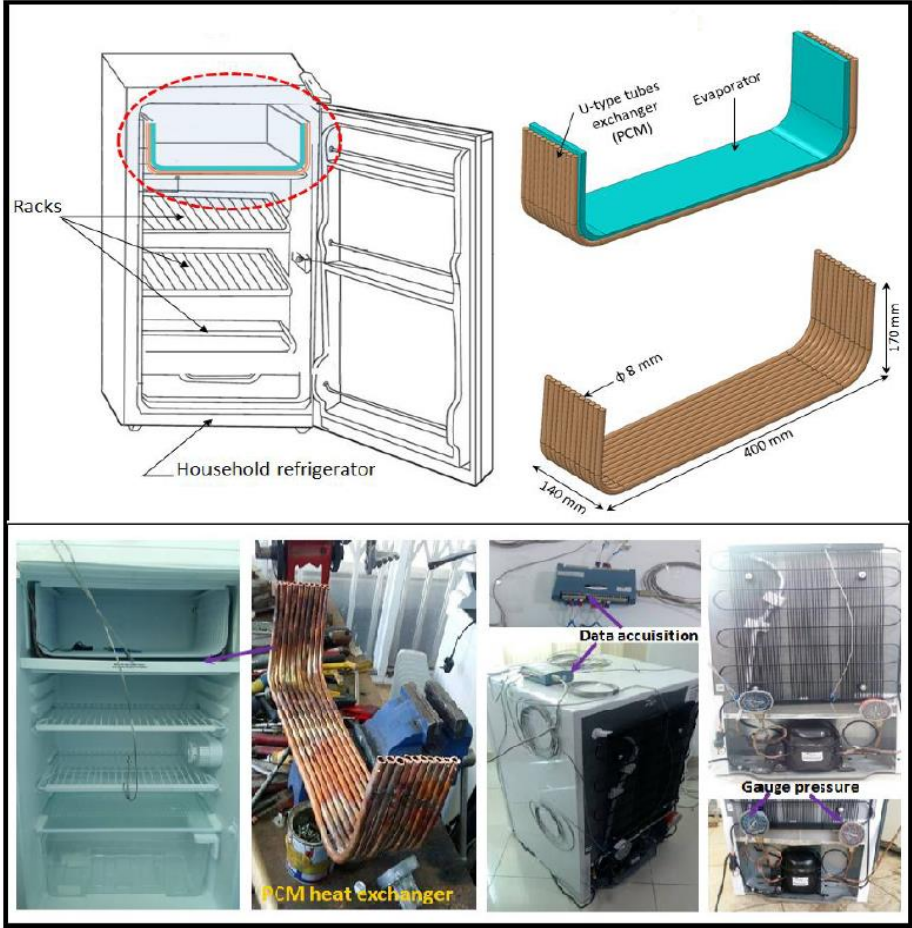 U-type tubes
exchanger
(PCM)
Evaporator
Racks
Household refrigerator
ϕ 8 mm
170 mm
400 mm
140 mm
Data accuisition
Gauge pressure
PCM heat exchanger